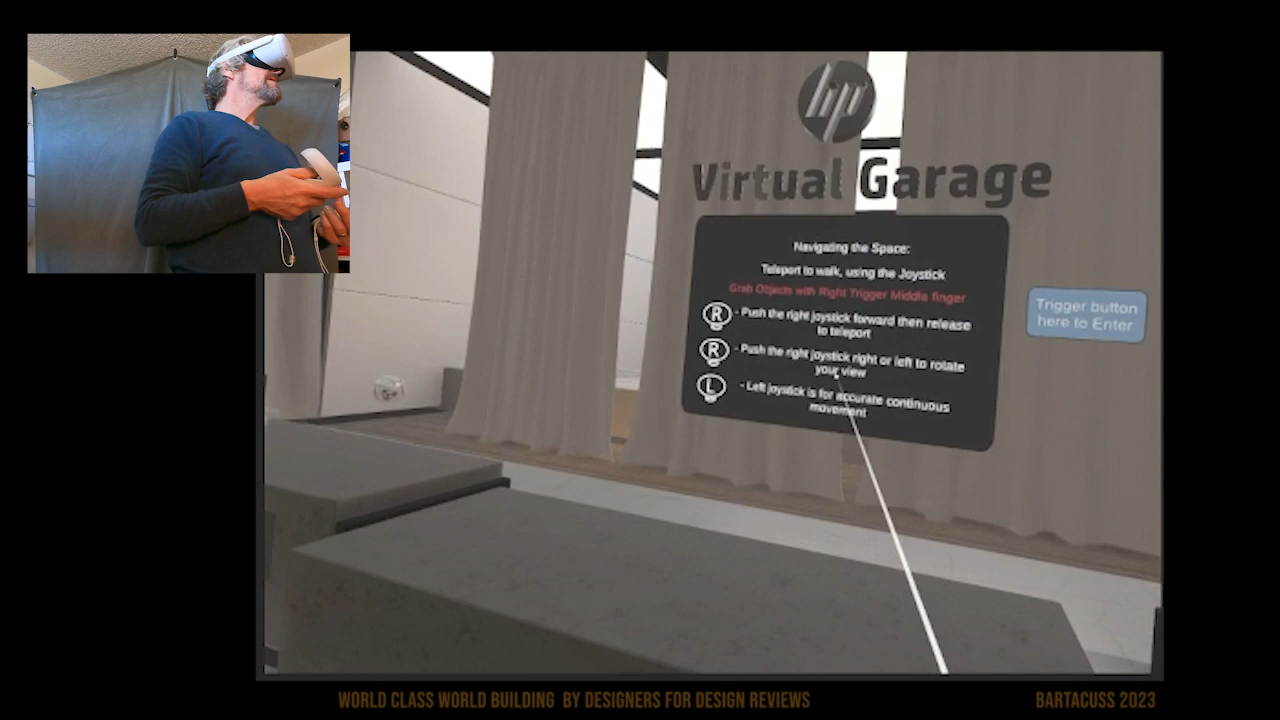 hp
Virtual Garage
Navigating the Space:
Teleport to walk, using the Joystick
Grab Objects with Right Trigger Middle finger
R - Push the right joystick forward then release
to teleport
R - Push the right joystick right or left to rotate
your view
L - Left joystick is for accurate continuous
movement
Trigger button
here to Enter
WORLD CLASS WORLD BUILDING BY DESIGNERS FOR DESIGN REVIEWS
BARTACUSS 2023